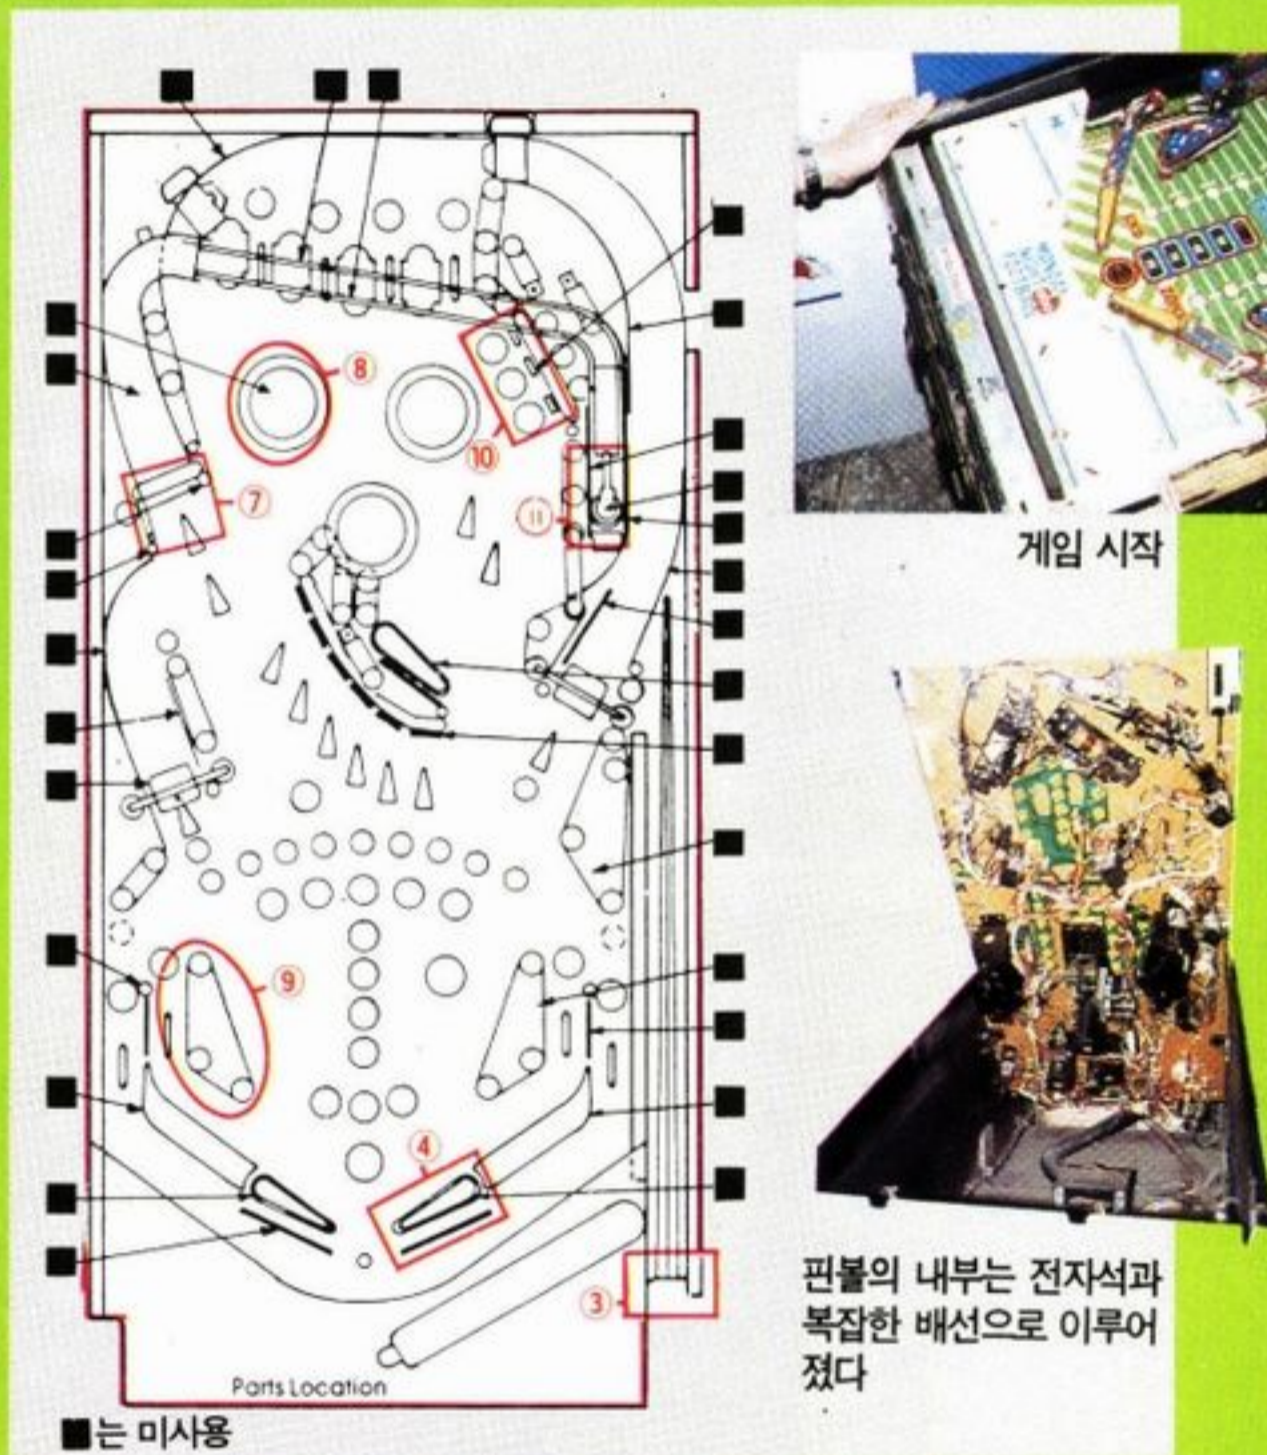 ⑧
⑩
⑦
⑪
⑨
④
③
Parts Location
■는 미사용
게임 시작
핀볼의 내부는 전자석과
복잡한 배선으로 이루어
졌다